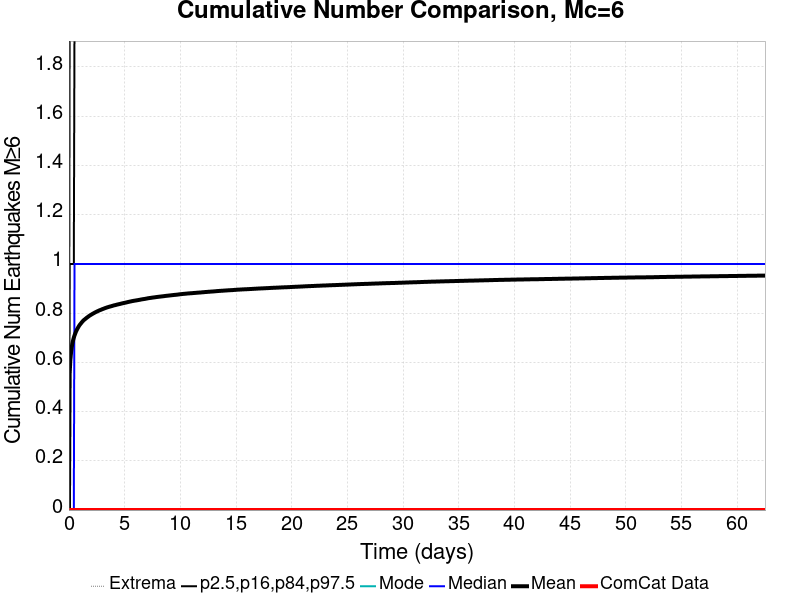 Cumulative Number Comparison, Mc=6
Cumulative Num Earthquakes M≥6
1.8
1.6
1.4
1.2
1
0.8
0.6
0.4
0.2
0
0 5 10 15 20 25 30 35 40 45 50 55 60
Time (days)
Extrema p2.5,p16,p84,p97.5 Mode Median Mean ComCat Data